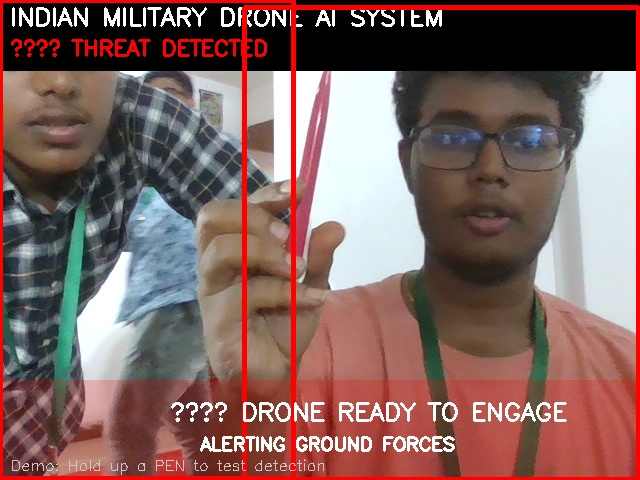 INDIAN MILITARY DRONE AI SYSTEM
???? THREAT DETECTED
???? DRONE READY TO ENGAGE
ALERTING GROUND FORCES
Demo: Hold up a PEN to test detection